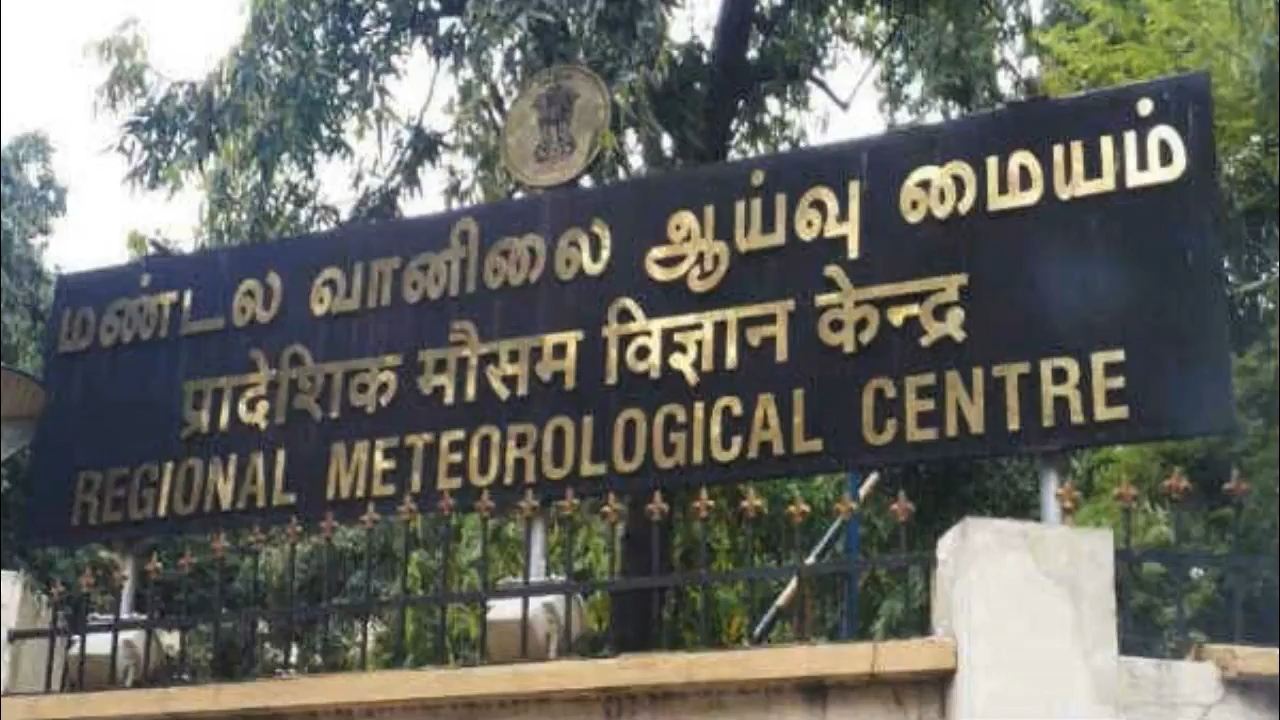 மண்டல வானிலை ஆய்வு மையம்
प्रादेशिक मौसम विज्ञान केन्द्र
REGIONAL METEOROLOGICAL CENTRE